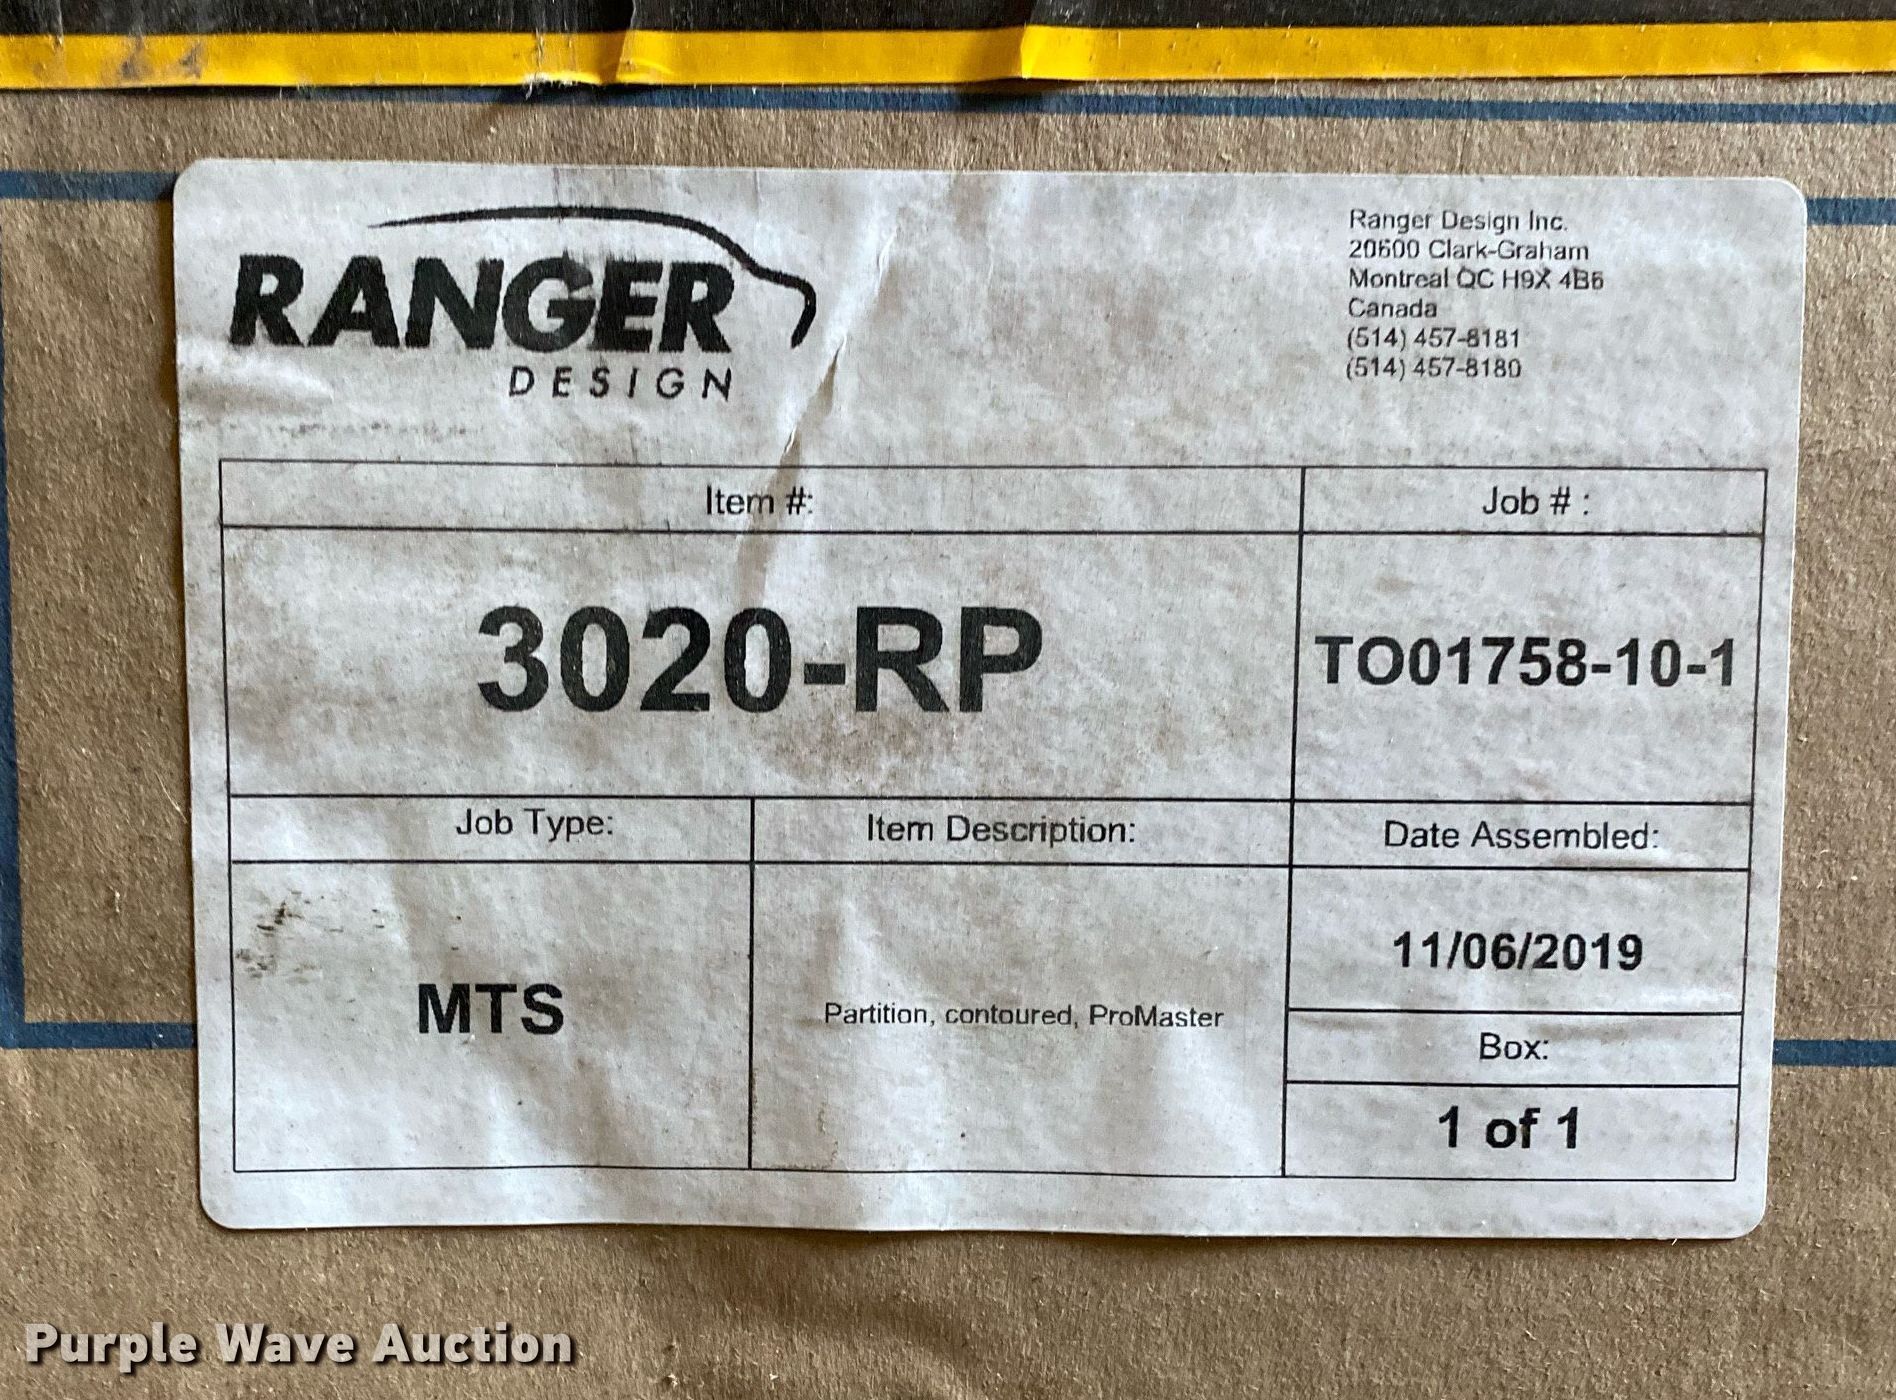 RANGER
DESIGN
Ranger Design Inc.
20600 Clark-Graham
Montreal QC H9X 4B6
Canada
(514) 457-8181
(514) 457-8180
Item #:
Job # :
3020-RP
TO01758-10-1
Job Type:
Item Description:
Date Assembled:
MTS
Partition, contoured, ProMaster
11/06/2019
Box:
1 of 1
Purple Wave Auction